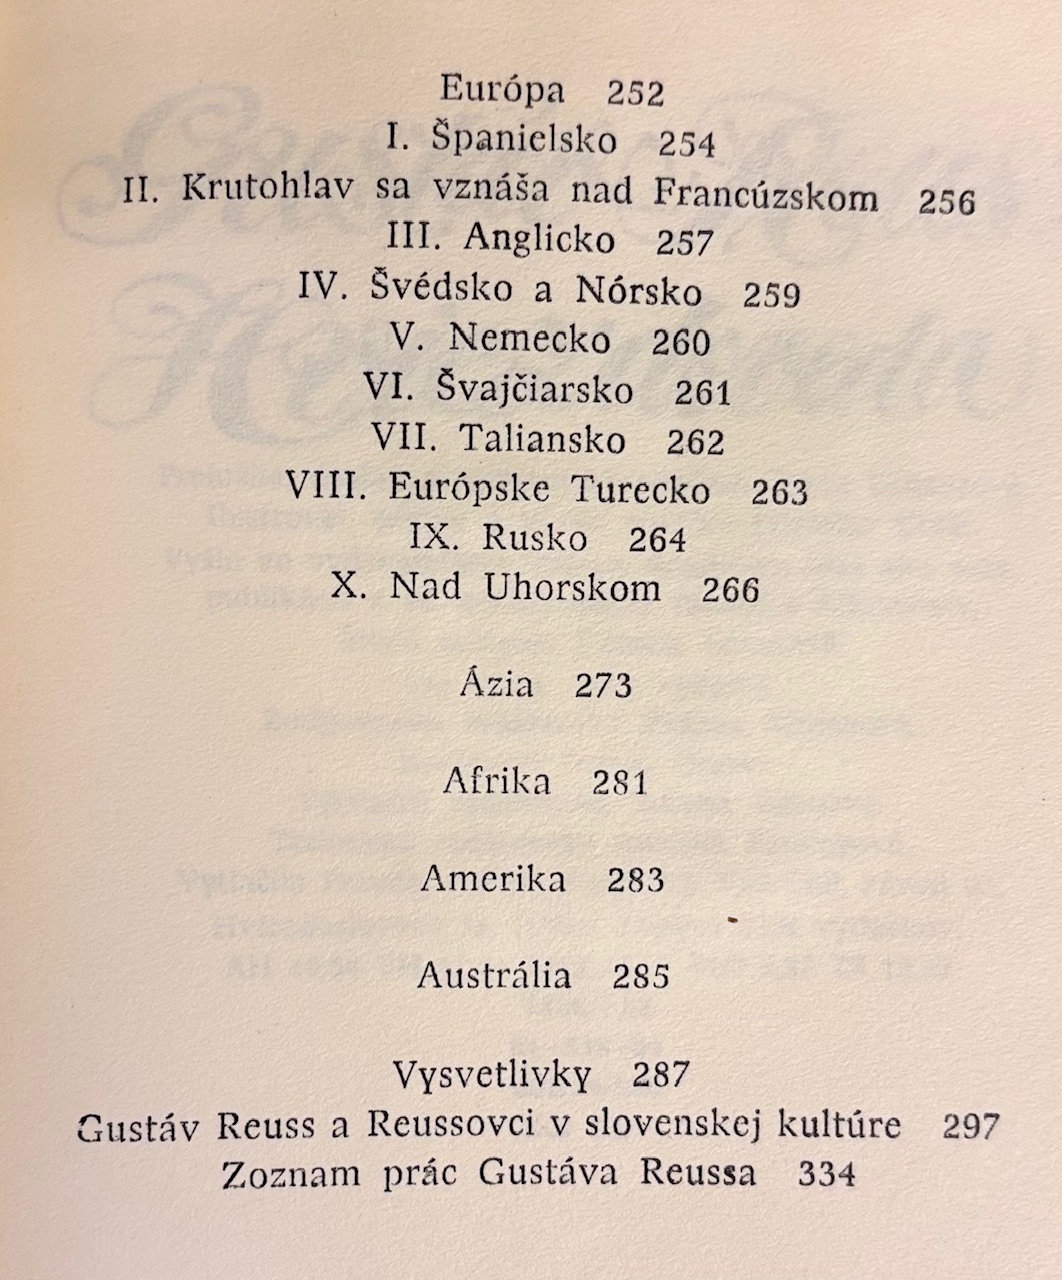 Európa 252
I. Španielsko 254
II. Krutohlav sa vznáša nad Francúzskom 256
III. Anglicko 257
IV. Švédsko a Nórsko 259
V. Nemecko 260
VI. Švajčiarsko 261
VII. Taliansko 262
VIII. Európske Turecko 263
IX. Rusko 264
X. Nad Uhorskom 266
Ázia 273
Afrika 281
Amerika 283
Austrália 285
Vysvetlivky 287
Gustáv Reuss a Reussovci v slovenskej kultúre 297
Zoznam prác Gustáva Reussa 334